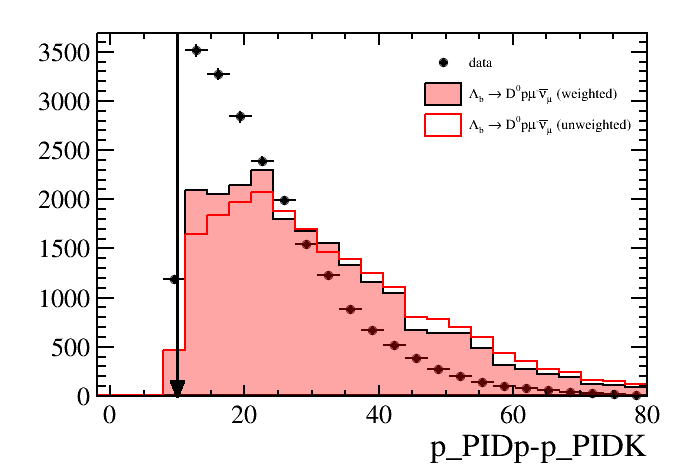 3500
3000
2500
2000
1500
1000
500
0
data
Λb → D⁰pμ ν̅μ (weighted)
Λb → D⁰pμ ν̅μ (unweighted)
0 20 40 60 80
p_PIDp-p_PIDK